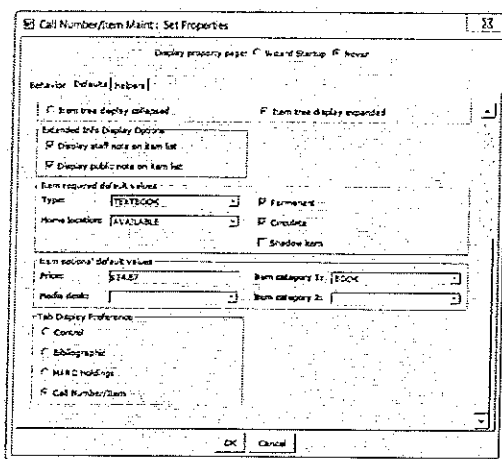 Call Number/Item Maint : Set Properties
Display property page: Wizard Startup Never
Behavior Defaults Helpers
Item tree display collapsed Item tree display expanded
Extended Info Display Options
Display staff note on item list
Display public note on item list
Item required default values
Type: TEXTBOOK Permanent
Home location: AVAILABLE Circulate
Shadow item
Item optional default values
Price: Item category 1: BOOK
Media desk: Item category 2:
Tab Display Preference
Control
Bibliographic
MARC holdings
Call Number/Item
OK Cancel